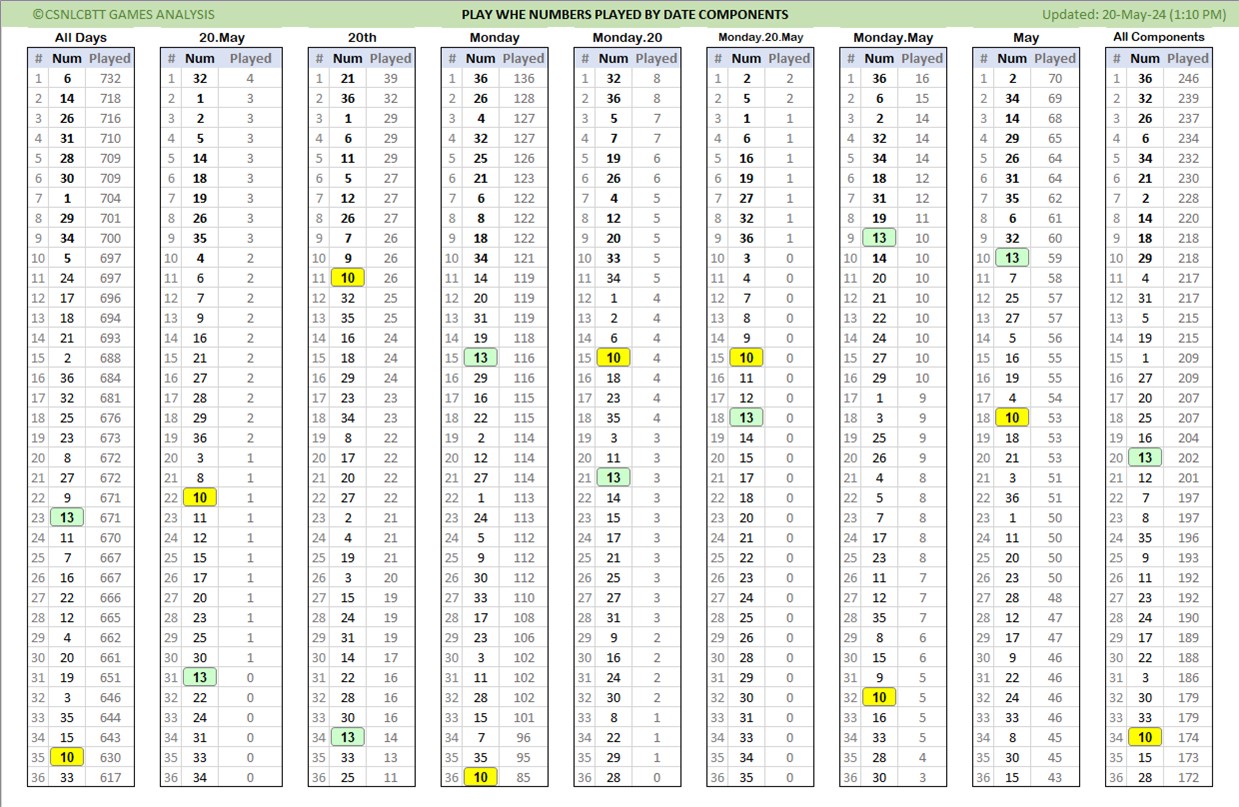 ©CSNLCBTT GAMES ANALYSIS PLAY WHE NUMBERS PLAYED BY DATE COMPONENTS Updated: 20-May-24 (1:10 PM)
All Days 20.May 20th Monday Monday.20 Monday.20.May Monday.May May All Components
# Num Played # Num Played # Num Played # Num Played # Num Played # Num Played # Num Played # Num Played # Num Played
1 6 732 1 32 4 1 21 39 1 36 136 1 32 8 1 2 2 1 36 16 1 2 70 1 36 246
2 14 718 2 1 3 2 36 32 2 26 128 2 36 8 2 5 2 2 6 15 2 34 69 2 32 239
3 26 716 3 2 3 3 1 29 3 4 127 3 5 7 3 1 1 3 2 14 3 14 68 3 26 237
4 31 710 4 5 3 4 6 29 4 32 127 4 7 7 4 6 1 4 32 14 4 29 65 4 6 234
5 28 709 5 14 3 5 11 29 5 25 126 5 19 6 5 16 1 5 34 14 5 26 64 5 34 232
6 30 709 6 18 3 6 5 27 6 21 123 6 26 6 6 19 1 6 18 12 6 31 64 6 21 230
7 1 704 7 19 3 7 12 27 7 6 122 7 4 5 7 27 1 7 31 12 7 35 62 7 2 228
8 29 701 8 26 3 8 26 27 8 8 122 8 12 5 8 32 1 8 19 11 8 6 61 8 14 220
9 34 700 9 35 3 9 7 26 9 18 122 9 20 5 9 36 1 9 13 10 9 32 60 9 18 218
10 5 697 10 4 2 10 9 26 10 34 121 10 33 5 10 3 0 10 14 10 10 13 59 10 29 218
11 24 697 11 6 2 11 10 26 11 14 119 11 34 5 11 4 0 11 20 10 11 7 58 11 4 217
12 17 696 12 7 2 12 32 25 12 20 119 12 1 4 12 7 0 12 21 10 12 25 57 12 31 217
13 18 694 13 9 2 13 35 25 13 31 119 13 2 4 13 8 0 13 22 10 13 27 57 13 5 215
14 21 693 14 16 2 14 16 24 14 19 118 14 6 4 14 9 0 14 24 10 14 5 56 14 19 215
15 2 688 15 21 2 15 18 24 15 13 116 15 10 4 15 10 0 15 27 10 15 16 55 15 1 209
16 36 684 16 27 2 16 29 24 16 29 116 16 18 4 16 11 0 16 29 10 16 19 55 16 27 209
17 32 681 17 28 2 17 23 23 17 16 115 17 23 4 17 12 0 17 1 9 17 4 54 17 20 207
18 25 676 18 29 2 18 34 23 18 22 115 18 35 4 18 13 0 18 3 9 18 10 53 18 25 207
19 23 673 19 36 2 19 8 22 19 2 114 19 3 3 19 14 0 19 25 9 19 18 53 19 16 204
20 8 672 20 3 1 20 17 22 20 12 114 20 11 3 20 15 0 20 26 9 20 21 53 20 13 202
21 27 672 21 8 1 21 20 22 21 27 114 21 13 3 21 17 0 21 4 8 21 3 51 21 12 201
22 9 671 22 10 1 22 27 22 22 1 113 22 14 3 22 18 0 22 5 8 22 36 51 22 7 197
23 13 671 23 11 1 23 2 21 23 24 113 23 15 3 23 20 0 23 7 8 23 1 50 23 8 197
24 11 670 24 12 1 24 4 21 24 5 112 24 17 3 24 21 0 24 17 8 24 11 50 24 35 196
25 7 667 25 15 1 25 19 21 25 9 112 25 21 3 25 22 0 25 23 8 25 20 50 25 9 193
26 16 667 26 17 1 26 3 20 26 30 112 26 25 3 26 23 0 26 11 7 26 23 50 26 11 192
27 22 666 27 20 1 27 15 19 27 33 110 27 27 3 27 24 0 27 12 7 27 28 48 27 23 192
28 12 665 28 23 1 28 24 19 28 17 108 28 31 3 28 25 0 28 35 7 28 12 47 28 24 190
29 4 662 29 25 1 29 31 19 29 23 106 29 9 2 29 26 0 29 8 6 29 17 47 29 17 189
30 20 661 30 30 1 30 14 17 30 3 102 30 16 2 30 28 0 30 15 6 30 9 46 30 22 188
31 19 651 31 13 0 31 22 16 31 11 102 31 24 2 31 29 0 31 9 5 31 22 46 31 3 186
32 3 646 32 22 0 32 28 16 32 28 102 32 30 2 32 30 0 32 10 5 32 24 46 32 30 179
33 35 644 33 24 0 33 30 16 33 15 101 33 8 1 33 31 0 33 16 5 33 33 46 33 33 179
34 15 643 34 31 0 34 13 14 34 7 96 34 22 1 34 33 0 34 33 5 34 8 45 34 10 174
35 10 630 35 33 0 35 33 13 35 35 95 35 29 1 35 34 0 35 28 4 35 30 45 35 15 173
36 33 617 36 34 0 36 25 11 36 10 85 36 28 0 36 35 0 36 30 4 36 15 43 36 28 172